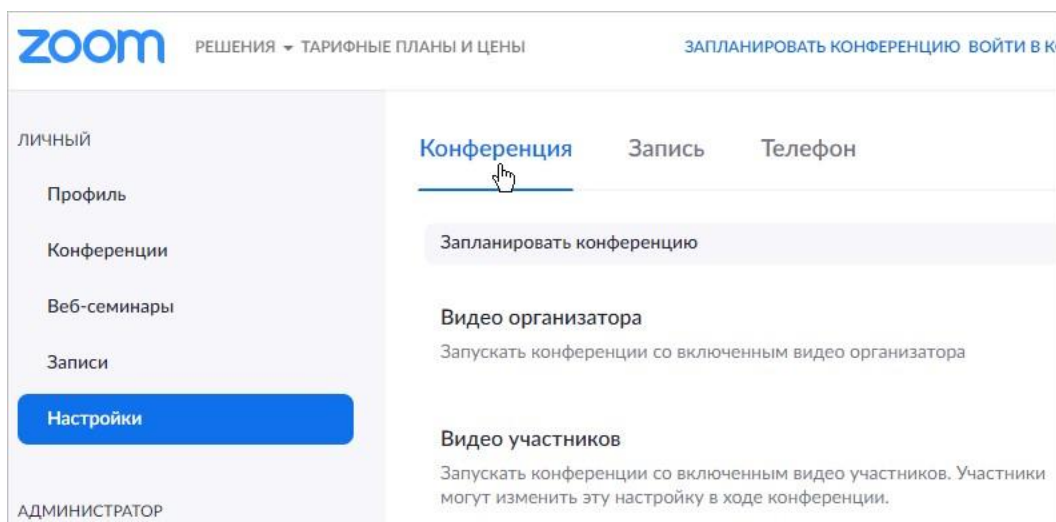 zoom РЕШЕНИЯ ТАРИФНЫЕ ПЛАНЫ И ЦЕНЫ ЗАПЛАНИРОВАТЬ КОНФЕРЕНЦИЮ ВОЙТИ В К
ЛИЧНЫЙ
Профиль
Конференции
Веб-семинары
Записи
Настройки
АДМИНИСТРАТОР
Конференция Запись Телефон
Запланировать конференцию
Видео организатора
Запускать конференции со включенным видео организатора
Видео участников
Запускать конференции со включенным видео участников. Участники
могут изменить эту настройку в ходе конференции.